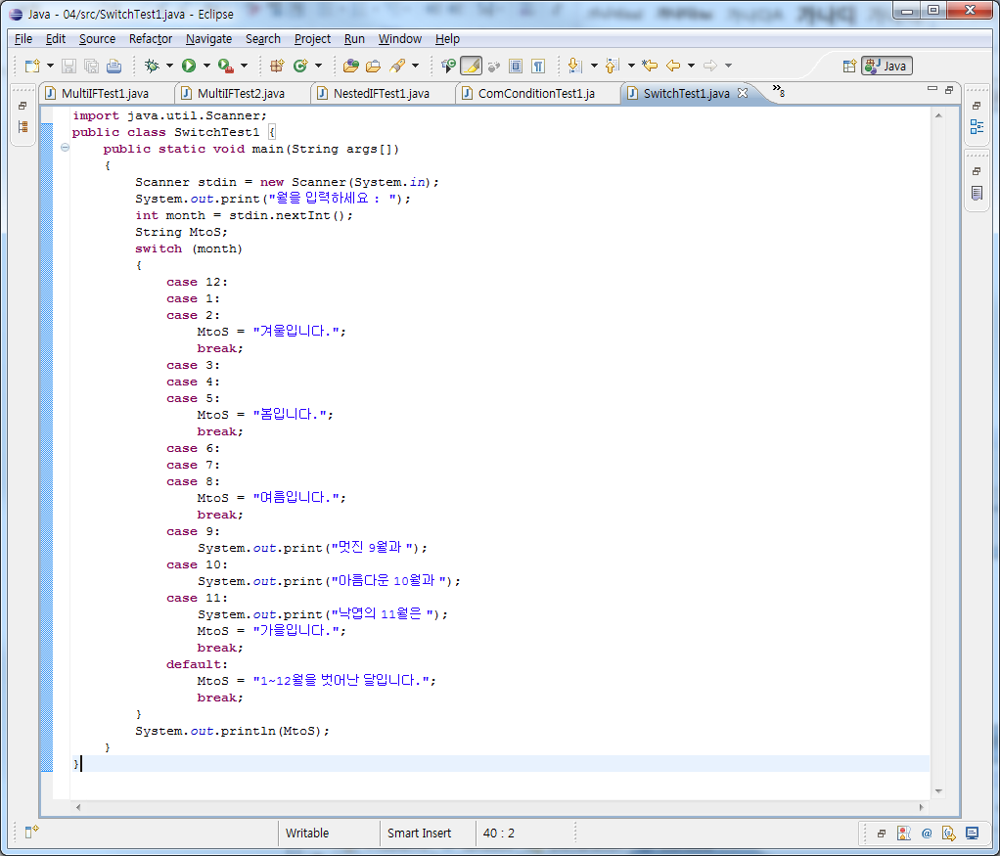 Java - 04/src/SwitchTest1.java - Eclipse
File Edit Source Refactor Navigate Search Project Run Window Help
Java
MultiIFTest1.java MultiIFTest2.java NestedIFTest1.java ComConditionTest1.ja SwitchTest1.java »8
import java.util.Scanner;
public class SwitchTest1 {
public static void main(String args[])
{
Scanner stdin = new Scanner(System.in);
System.out.print("월을 입력하세요 : ");
int month = stdin.nextInt();
String MtoS;
switch (month)
{
case 12:
case 1:
case 2:
MtoS = "겨울입니다.";
break;
case 3:
case 4:
case 5:
MtoS = "봄입니다.";
break;
case 6:
case 7:
case 8:
MtoS = "여름입니다.";
break;
case 9:
System.out.print("멋진 9월과 ");
case 10:
System.out.print("아름다운 10월과 ");
case 11:
System.out.print("낙엽의 11월은 ");
MtoS = "가을입니다.";
break;
default:
MtoS = "1~12월을 벗어난 달입니다.";
break;
}
System.out.println(MtoS);
}
}
Writable Smart Insert 40 : 2